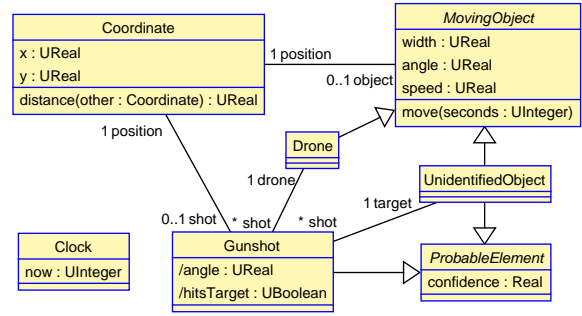 Coordinate
x : UReal
y : UReal
distance(other : Coordinate) : UReal
MovingObject
width : UReal
angle : UReal
speed : UReal
move(seconds : UInteger)
1 position
0..1 object
1 position
Drone
1 drone
UnidentifiedObject
1 target
0..1 shot
* shot
* shot
Clock
now : UInteger
Gunshot
/angle : UReal
/hitsTarget : UBoolean
ProbableElement
confidence : Real